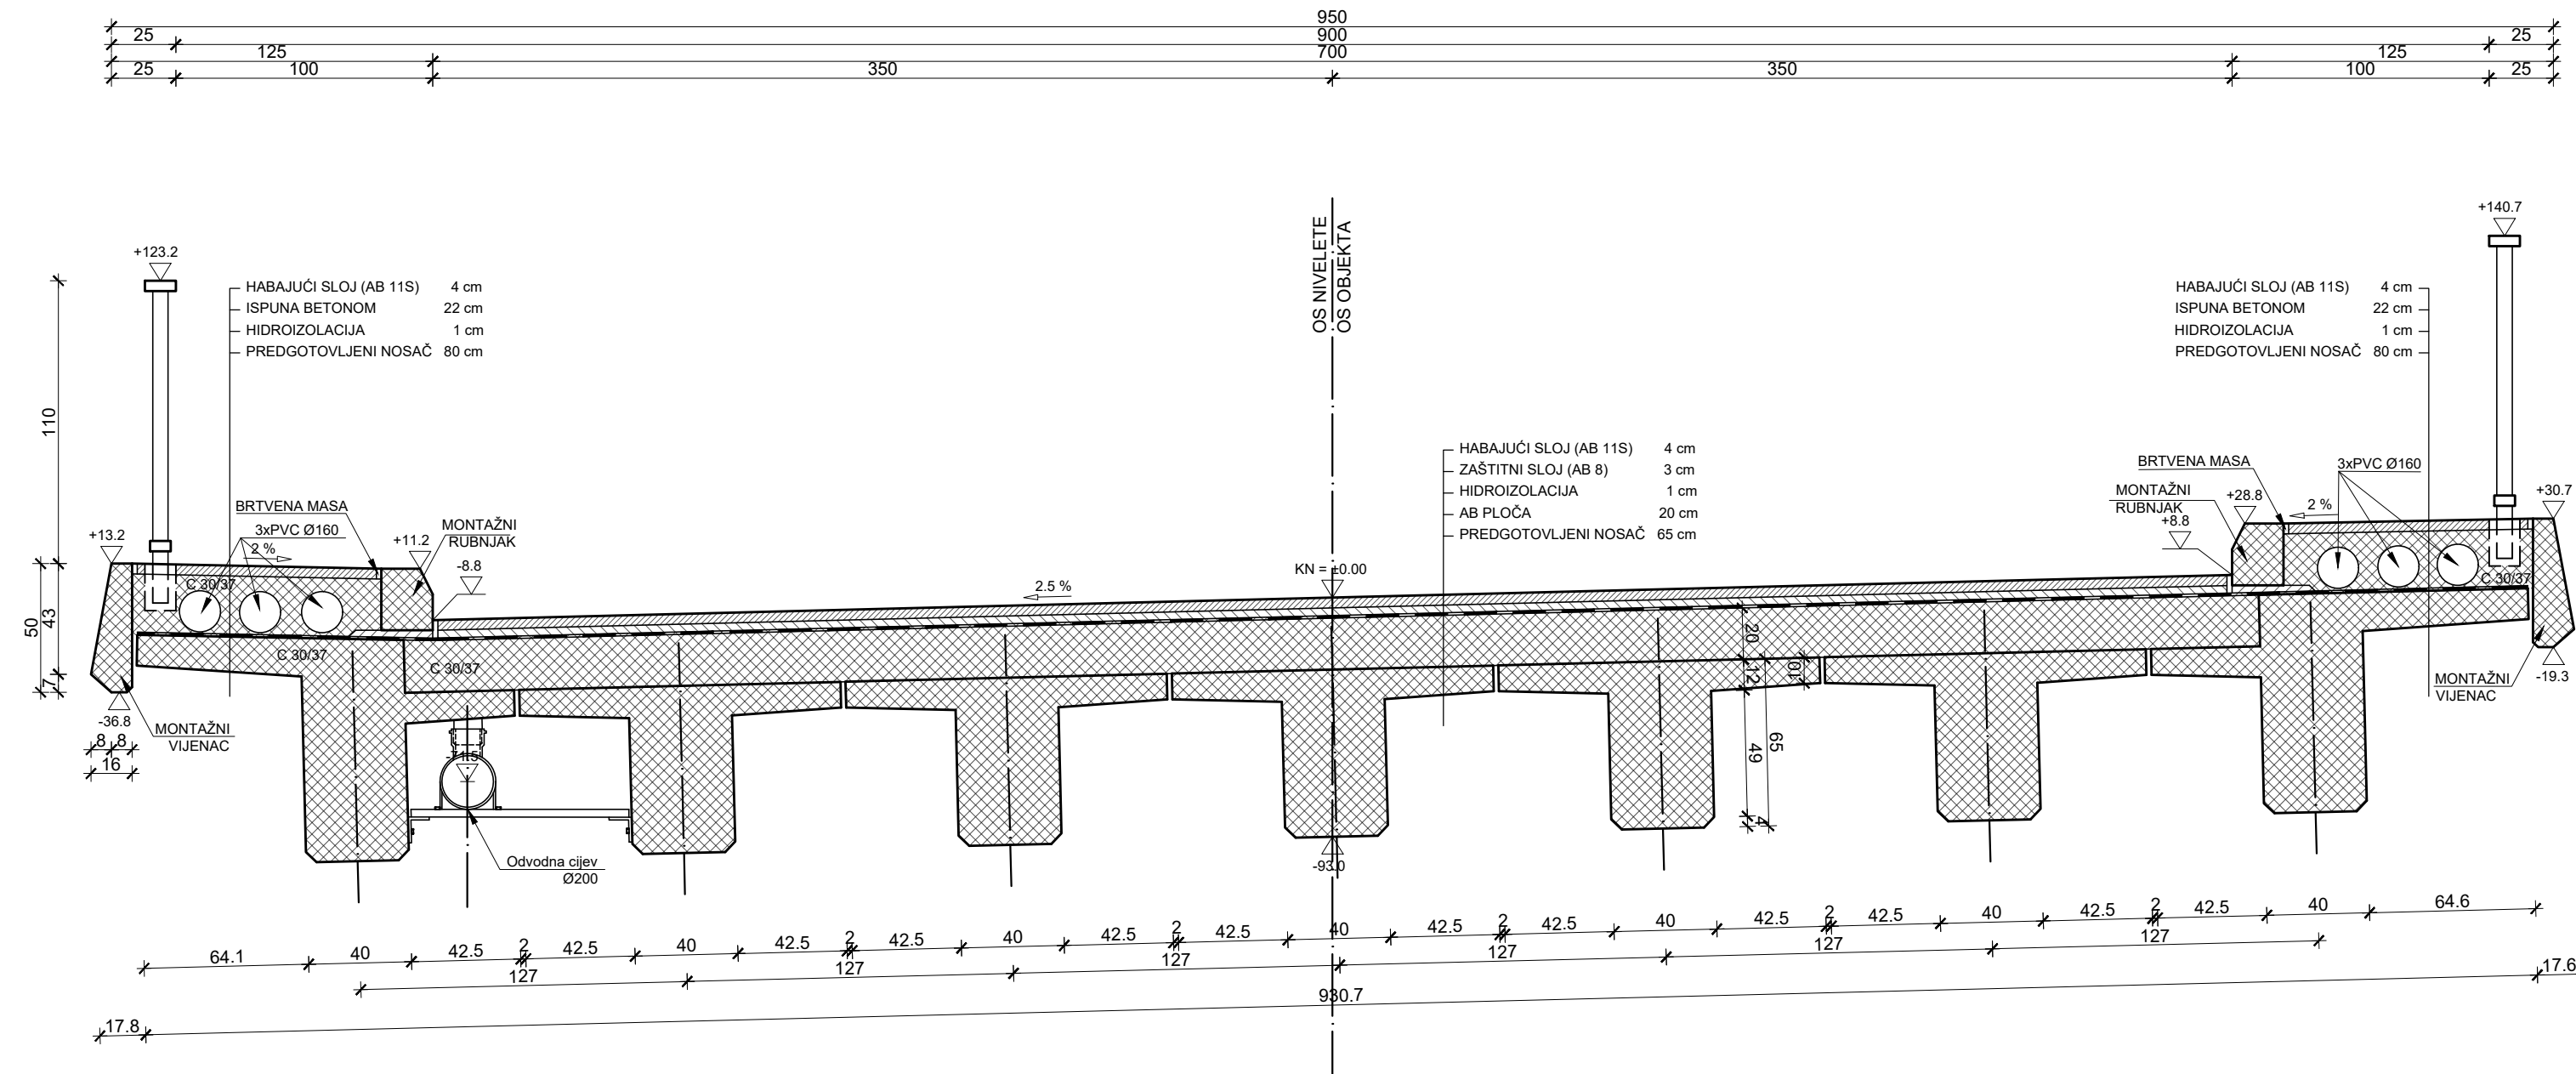 950
25
900
25
125
700
125
25
100
350
350
100
25
OS NIVELETE
OS OBJEKTA
+140.7
+123.2
HABAJUĆI SLOJ (AB 11S) 4 cm
ISPUNA BETONOM 22 cm
HIDROIZOLACIJA 1 cm
PREDGOTOVLJENI NOSAČ 80 cm
HABAJUĆI SLOJ (AB 11S) 4 cm
ISPUNA BETONOM 22 cm
HIDROIZOLACIJA 1 cm
PREDGOTOVLJENI NOSAČ 80 cm
110
HABAJUĆI SLOJ (AB 11S) 4 cm
ZAŠTITNI SLOJ (AB 8) 3 cm
HIDROIZOLACIJA 1 cm
AB PLOČA 20 cm
PREDGOTOVLJENI NOSAČ 65 cm
BRTVENA MASA
3xPVC Ø160
MONTAŽNI
RUBNJAK
+28.8
+30.7
+8.8
2 %
BRTVENA MASA
3xPVC Ø160
2 %
MONTAŽNI
RUBNJAK
+13.2
+11.2
-8.8
KN = ±0.00
2.5 %
C 30/37
C 30/37
C 30/37
C 30/37
50
43
7
20
12
10
65
49
4
-36.8
MONTAŽNI
VIJENAC
8
8
16
-19.3
MONTAŽNI
VIJENAC
-71.5
Odvodna cijev
Ø200
-93.0
64.1
40
42.5
2
42.5
40
42.5
2
42.5
40
42.5
2
42.5
40
42.5
2
42.5
40
42.5
2
42.5
40
42.5
2
42.5
40
64.6
127
127
127
127
127
127
17.8
930.7
17.6